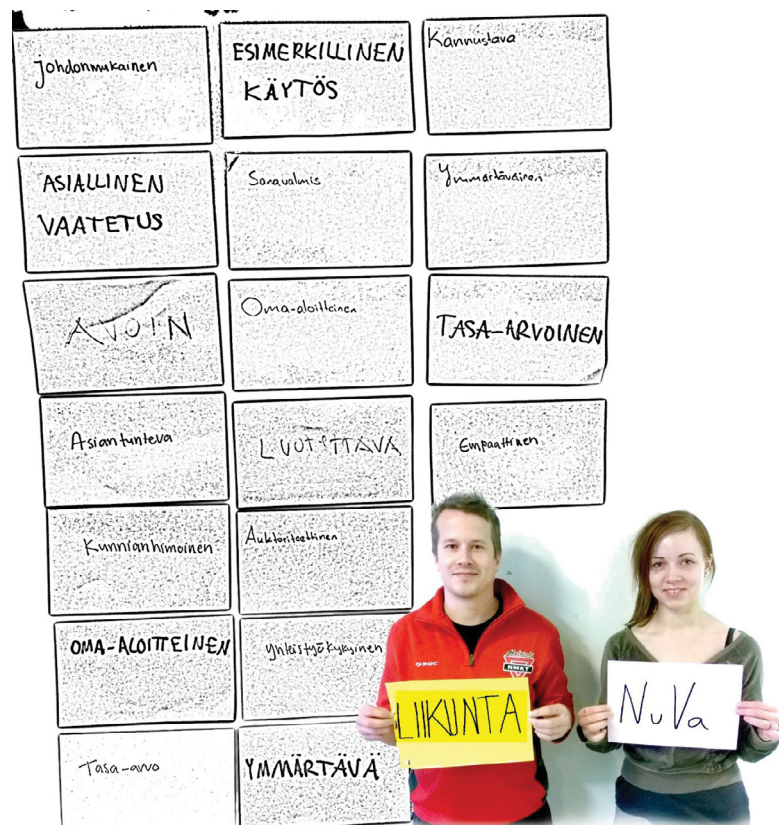 johdonmukainen
ESIMERKILLINEN
KÄYTÖS
Kannustava
ASIALLINEN
VAATETUS
Sanavalmis
Ymmärtäväinen
AVOIN
Oma-aloitteinen
TASA-ARVOINEN
Asiantunteva
LUOTETTAVA
Empaattinen
Kunnianhimoinen
Auktoriteettinen
OMA-ALOITTEINEN
yhteistyökykyinen
Tasa-arvo
YMMÄRTÄVÄ
NMKY
LIIKUNTA
NuVa